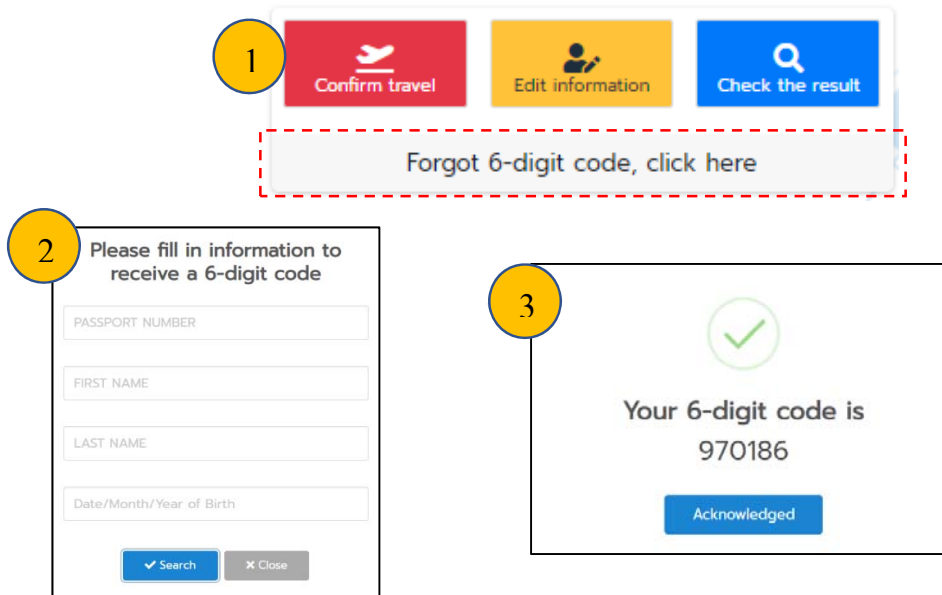 1
Confirm travel
Edit information
Check the result
Forgot 6-digit code, click here
2
Please fill in information to
receive a 6-digit code
PASSPORT NUMBER
FIRST NAME
LAST NAME
Date/Month/Year of Birth
Search
Close
3
Your 6-digit code is
970186
Acknowledged